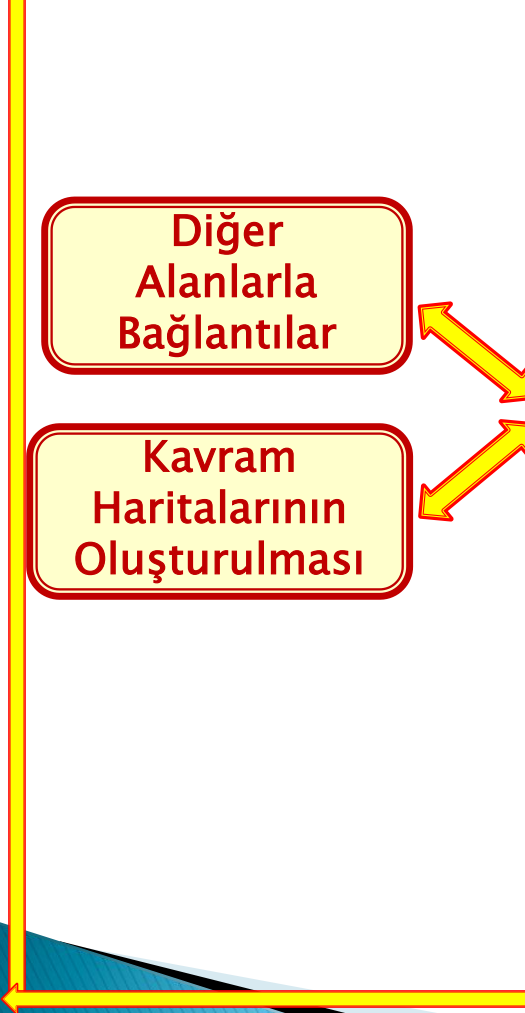 Diğer
Alanlarla
Bağlantılar
Kavram
Haritalarının
Oluşturulması